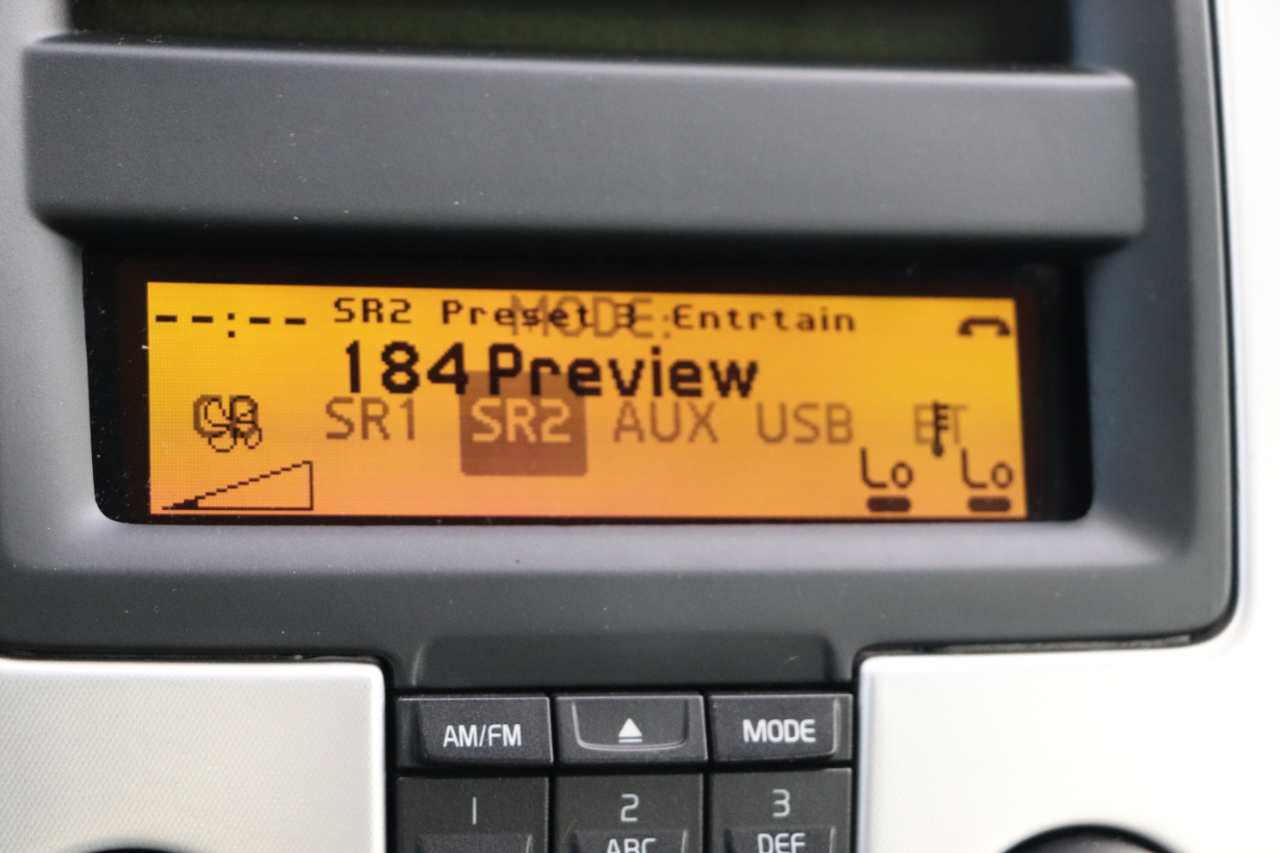 MODE:
--:-- SR2 Preset 3 Entrtain
184 Preview
SR1 SR2 AUX USB
Lo Lo
AM/FM MODE
1 2 3
ABC DEF